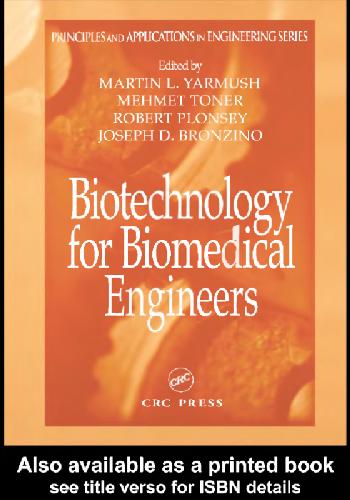 PRINCIPLES AND APPLICATIONS IN ENGINEERING SERIES
Edited by
MARTIN L. YARMUSH
MEHMET TONER
ROBERT PLONSEY
JOSEPH D. BRONZINO
Biotechnology
for Biomedical
Engineers
CRC
CRC PRESS
Also available as a printed book
see title verso for ISBN details